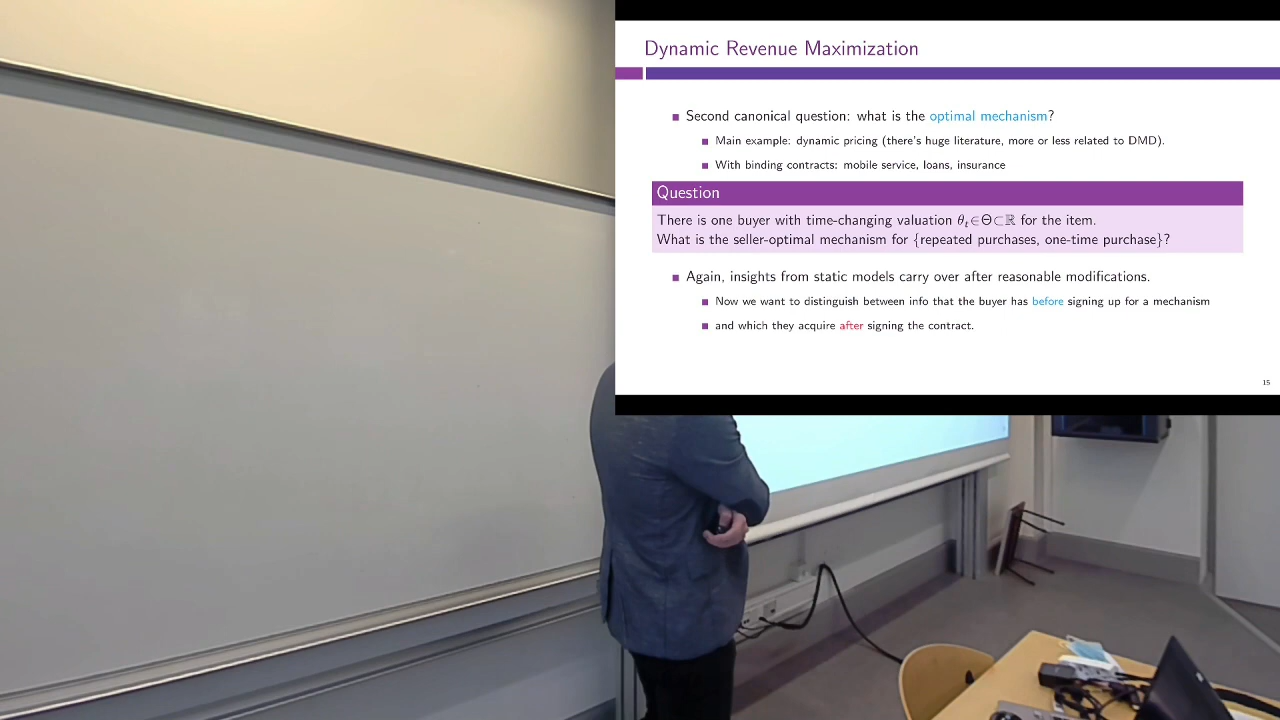 Dynamic Revenue Maximization
Second canonical question: what is the optimal mechanism?
Main example: dynamic pricing (there's huge literature, more or less related to DMD).
With binding contracts: mobile service, loans, insurance
Question
There is one buyer with time-changing valuation θₜ∈Θ⊂ℝ for the item.
What is the seller-optimal mechanism for {repeated purchases, one-time purchase}?
Again, insights from static models carry over after reasonable modifications.
Now we want to distinguish between info that the buyer has before signing up for a mechanism
and which they acquire after signing the contract.
15